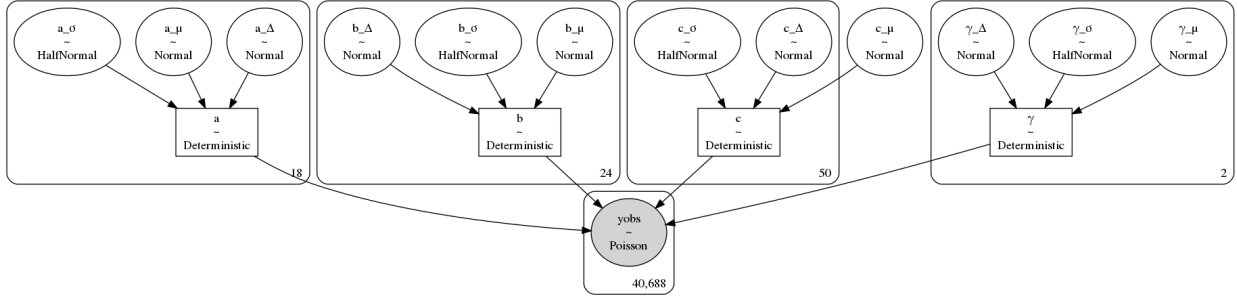 a_σ
~
HalfNormal
a_μ
~
Normal
a_Δ
~
Normal
b_Δ
~
Normal
b_σ
~
HalfNormal
b_μ
~
Normal
c_σ
~
HalfNormal
c_Δ
~
Normal
c_μ
~
Normal
γ_Δ
~
Normal
γ_σ
~
HalfNormal
γ_μ
~
Normal
a
~
Deterministic
b
~
Deterministic
c
~
Deterministic
γ
~
Deterministic
18
24
50
2
yobs
~
Poisson
40,688